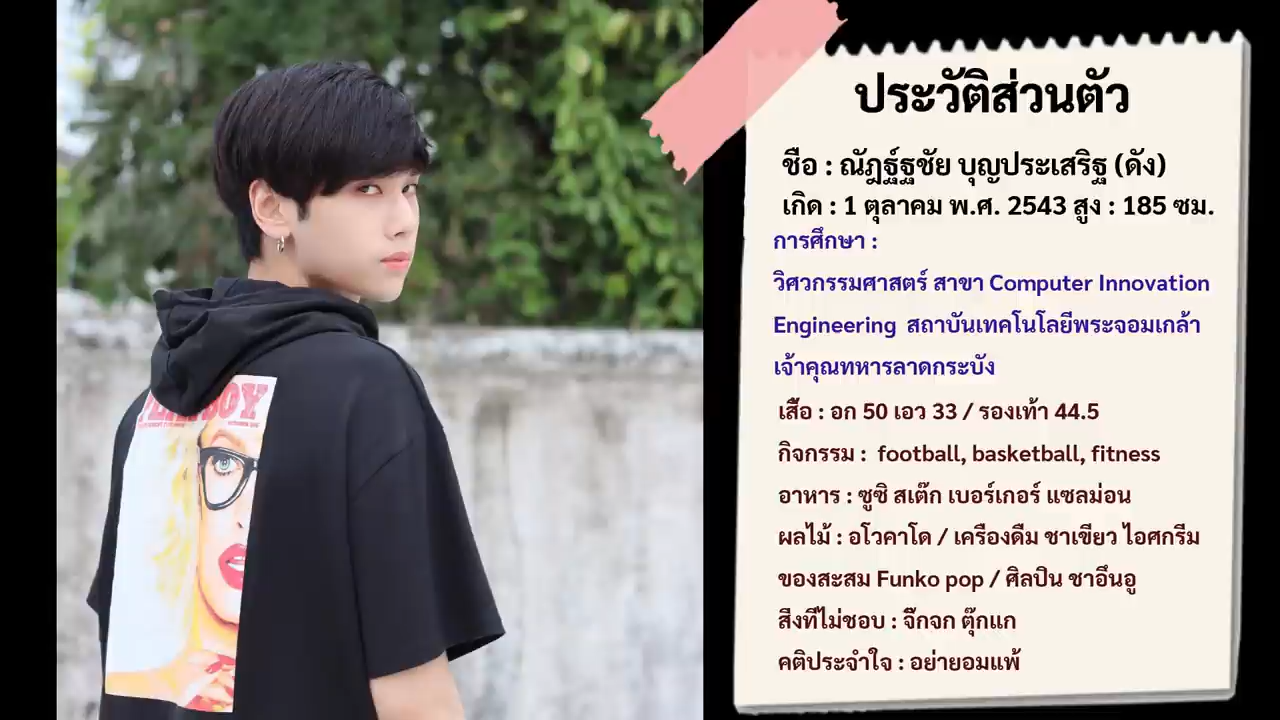 ประวัติส่วนตัว
ชื่อ : ณัฏฐ์ฐชัย บุญประเสริฐ (ดัง)
เกิด : 1 ตุลาคม พ.ศ. 2543 สูง : 185 ซม.
การศึกษา :
วิศวกรรมศาสตร์ สาขา Computer Innovation
Engineering สถาบันเทคโนโลยีพระจอมเกล้า
เจ้าคุณทหารลาดกระบัง
เสื้อ : อก 50 เอว 33 / รองเท้า 44.5
กิจกรรม : football, basketball, fitness
อาหาร : ซูซิ สเต๊ก เบอร์เกอร์ แซลม่อน
ผลไม้ : อโวคาโด / เครื่องดื่ม ชาเขียว ไอศกรีม
ของสะสม Funko pop / ศิลปิน ชาอึนอู
สิ่งที่ไม่ชอบ : จิ๊กจก ตุ๊กแก
คติประจำใจ : อย่ายอมแพ้